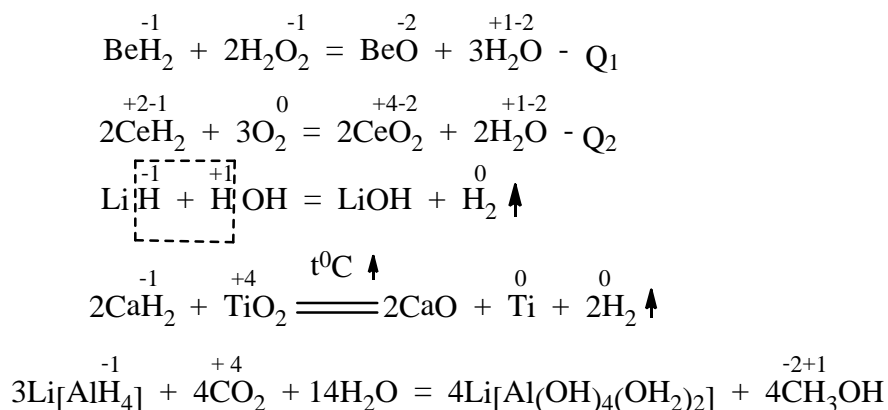 -1 -1 -2 +1-2
BeH2 + 2H2O2 = BeO + 3H2O - Q1
+2-1 0 +4-2 +1-2
2CeH2 + 3O2 = 2CeO2 + 2H2O - Q2
-1 +1 0
Li H + H OH = LiOH + H2 ↑
t⁰C ↑
-1 +4 0 0
2CaH2 + TiO2 = 2CaO + Ti + 2H2 ↑
-1 + 4 -2+1
3Li[AlH4] + 4CO2 + 14H2O = 4Li[Al(OH)4(OH2)2] + 4CH3OH